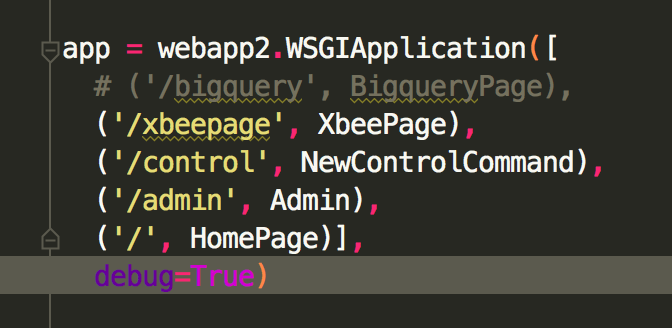 app = webapp2.WSGIApplication([
# ('/bigquery', BigqueryPage),
('/xbeepage', XbeePage),
('/control', NewControlCommand),
('/admin', Admin),
('/', HomePage)],
debug=True)